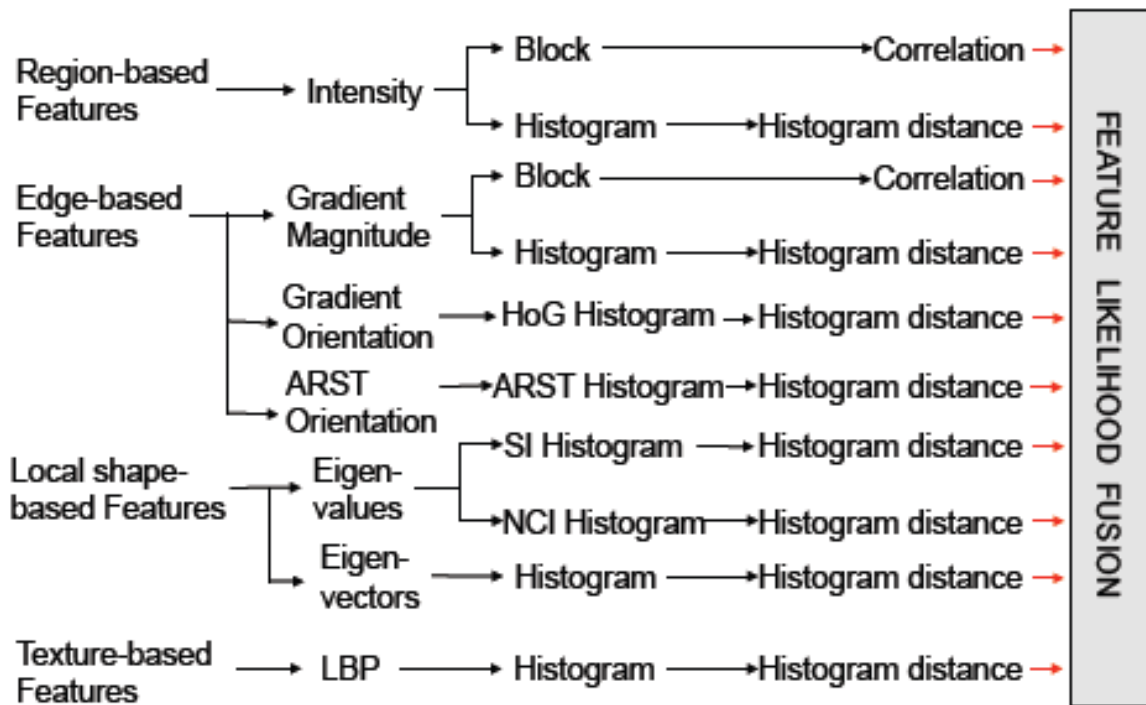 Region-based
Features
Intensity
Block
Correlation
Histogram
Histogram distance
Edge-based
Features
Gradient
Magnitude
Block
Correlation
Histogram
Histogram distance
Gradient
Orientation
HoG Histogram
Histogram distance
ARST
Orientation
ARST Histogram
Histogram distance
Local shape-
based Features
Eigen-
values
SI Histogram
Histogram distance
NCI Histogram
Histogram distance
Eigen-
vectors
Histogram
Histogram distance
Texture-based
Features
LBP
Histogram
Histogram distance
FEATURE LIKELIHOOD FUSION